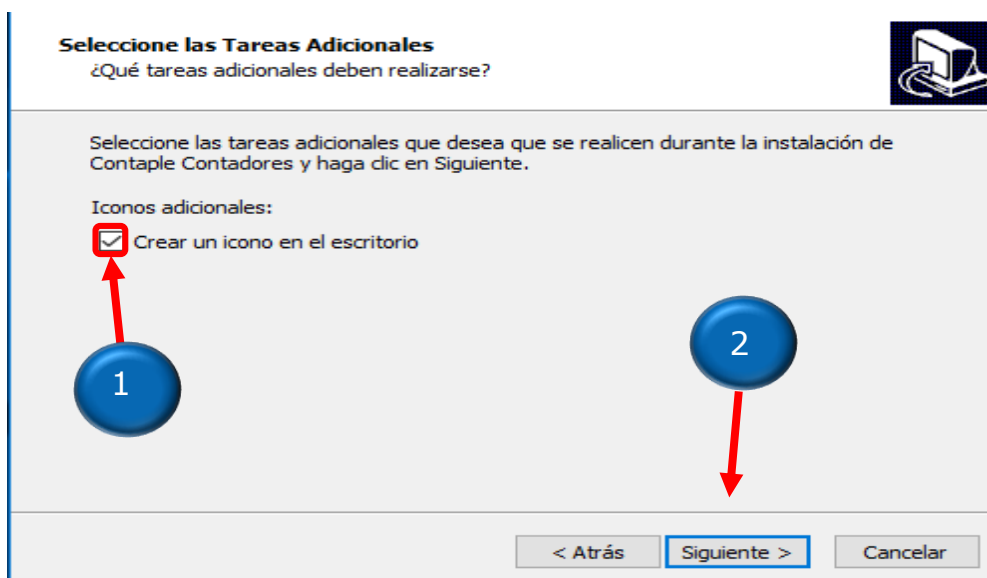 Seleccione las Tareas Adicionales
¿Qué tareas adicionales deben realizarse?
Seleccione las tareas adicionales que desea que se realicen durante la instalación de
Contaple Contadores y haga clic en Siguiente.
Iconos adicionales:
Crear un icono en el escritorio
2
1
< Atrás
Siguiente >
Cancelar